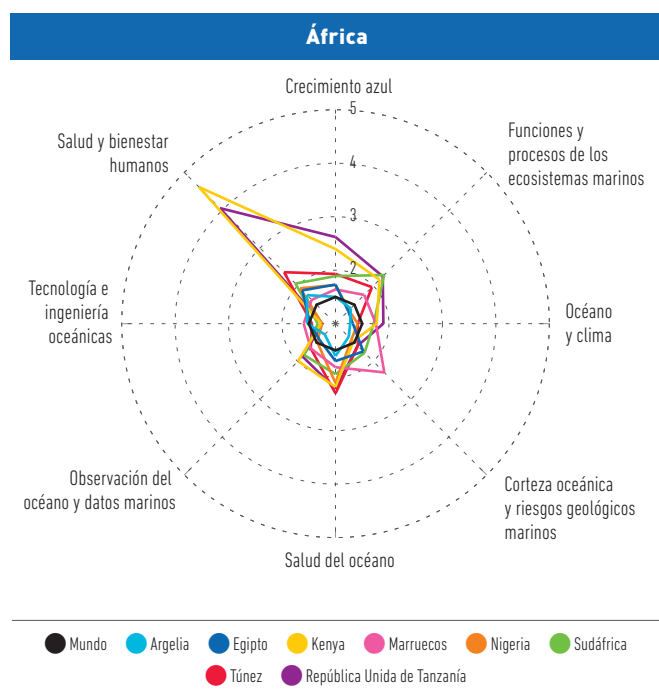 África
Crecimiento azul
5
4
3
2
Funciones y
procesos de los
ecosistemas marinos
Salud y bienestar
humanos
Tecnología e
ingeniería
oceánicas
Océano
y clima
Observación del
océano y datos marinos
Corteza oceánica
y riesgos geológicos
marinos
Salud del océano
Mundo Argelia Egipto Kenya Marruecos Nigeria Sudáfrica
Túnez República Unida de Tanzanía